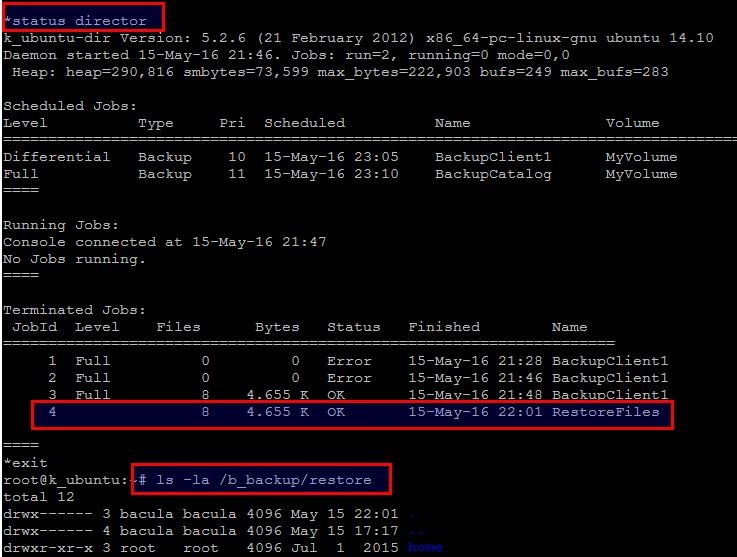 *status director
k_ubuntu-dir Version: 5.2.6 (21 February 2012) x86_64-pc-linux-gnu ubuntu 14.10
Daemon started 15-May-16 21:46. Jobs: run=2, running=0 mode=0,0
 Heap: heap=290,816 smbytes=73,599 max_bytes=222,903 bufs=249 max_bufs=283
Scheduled Jobs:
Level          Type     Pri  Scheduled          Name               Volume
===================================================================================
Differential   Backup    10  15-May-16 23:05    BackupClient1      MyVolume
Full           Backup    11  15-May-16 23:10    BackupCatalog      MyVolume
====
Running Jobs:
Console connected at 15-May-16 21:47
No Jobs running.
====
Terminated Jobs:
 JobId  Level    Files      Bytes   Status   Finished        Name
====================================================================
     1  Full          0         0   Error    15-May-16 21:28 BackupClient1
     2  Full          0         0   Error    15-May-16 21:46 BackupClient1
     3  Full          8    4.655 K  OK       15-May-16 21:48 BackupClient1
     4                8    4.655 K  OK       15-May-16 22:01 RestoreFiles
====
*exit
root@k_ubuntu:~# ls -la /b_backup/restore
total 12
drwx------ 3 bacula bacula 4096 May 15 22:01 .
drwx------ 4 bacula bacula 4096 May 15 17:17 ..
drwxr-xr-x 3 root   root   4096 Jul  1  2015 home